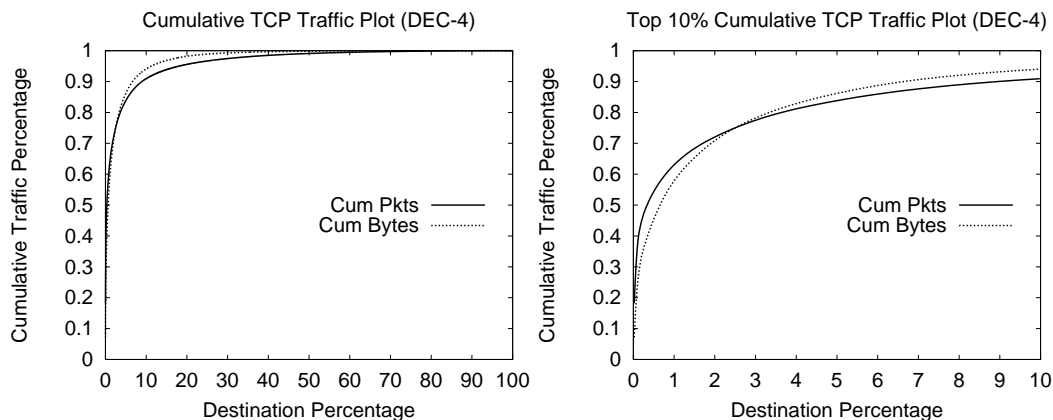 Cumulative TCP Traffic Plot (DEC-4)
Cumulative Traffic Percentage
1
0.9
0.8
0.7
0.6
0.5
0.4
0.3
0.2
0.1
0
Cum Pkts
Cum Bytes
0 10 20 30 40 50 60 70 80 90 100
Destination Percentage
Top 10% Cumulative TCP Traffic Plot (DEC-4)
Cumulative Traffic Percentage
1
0.9
0.8
0.7
0.6
0.5
0.4
0.3
0.2
0.1
0
Cum Pkts
Cum Bytes
0 1 2 3 4 5 6 7 8 9 10
Destination Percentage